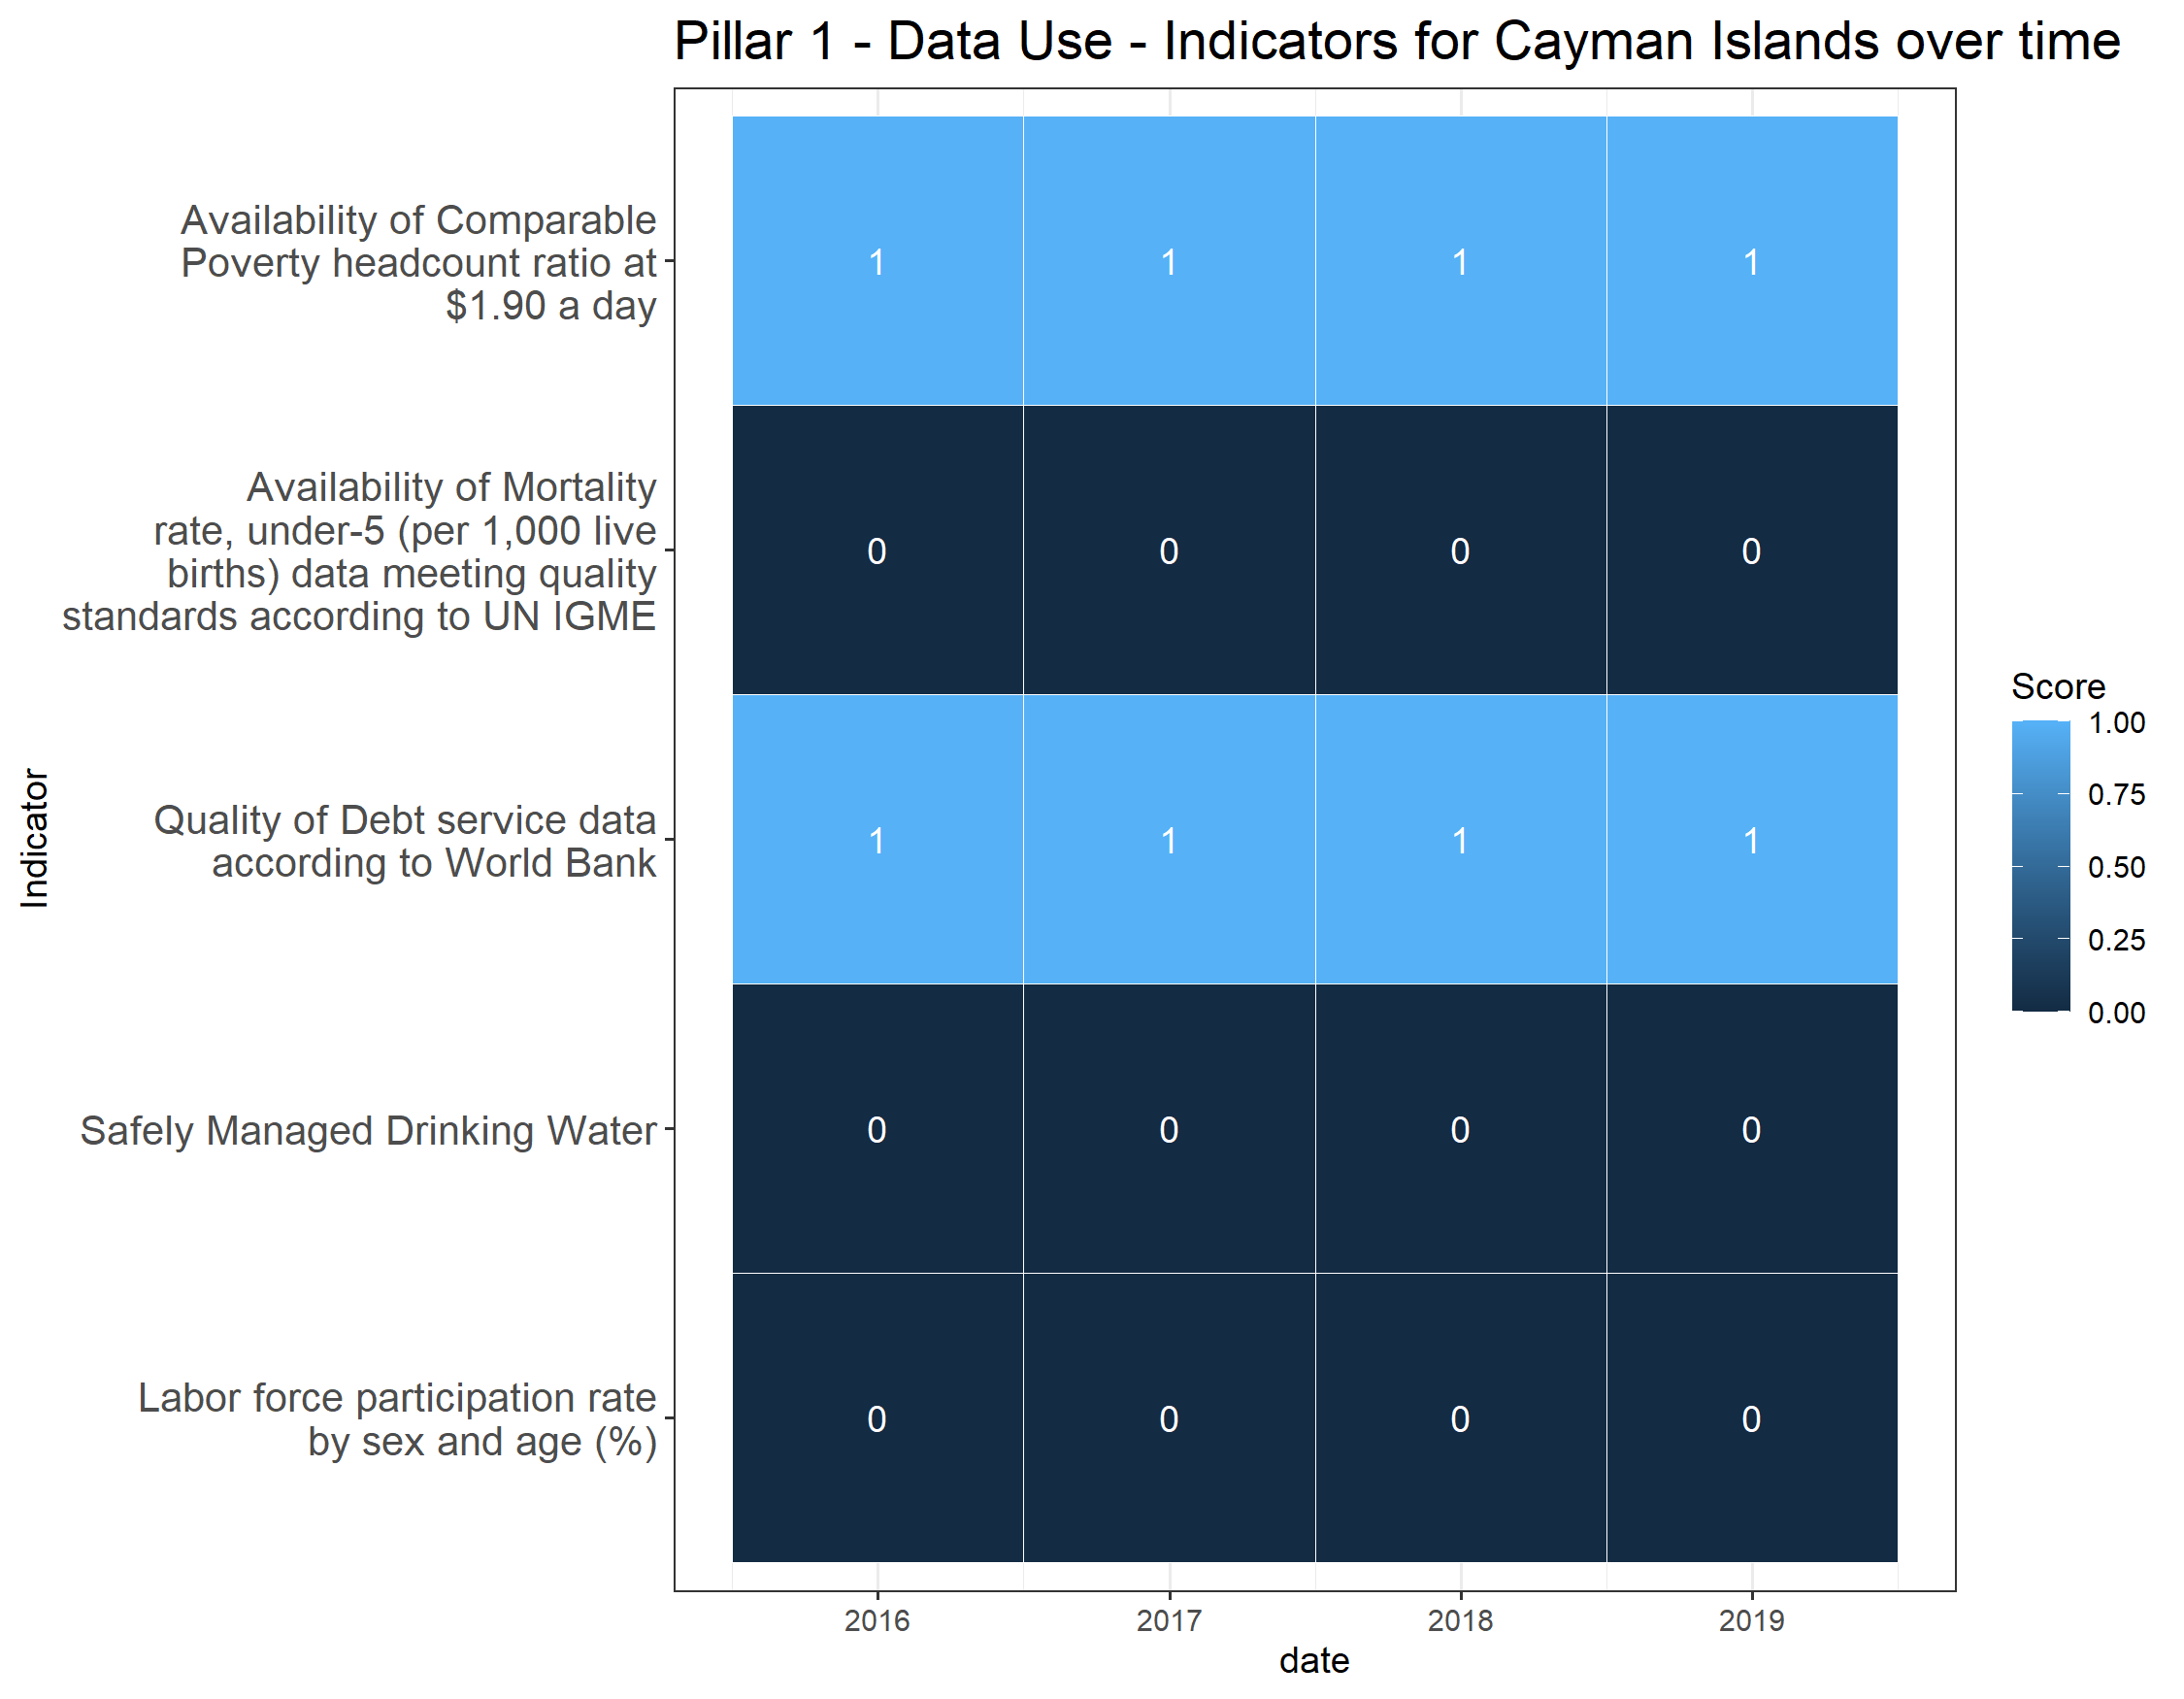 Pillar 1 - Data Use - Indicators for Cayman Islands over time
Indicator
Availability of Comparable
Poverty headcount ratio at
$1.90 a day
1 1 1 1
Availability of Mortality
rate, under-5 (per 1,000 live
births) data meeting quality
standards according to UN IGME
0 0 0 0
Quality of Debt service data
according to World Bank
1 1 1 1
Safely Managed Drinking Water
0 0 0 0
Labor force participation rate
by sex and age (%)
0 0 0 0
2016 2017 2018 2019
date
Score
1.00
0.75
0.50
0.25
0.00